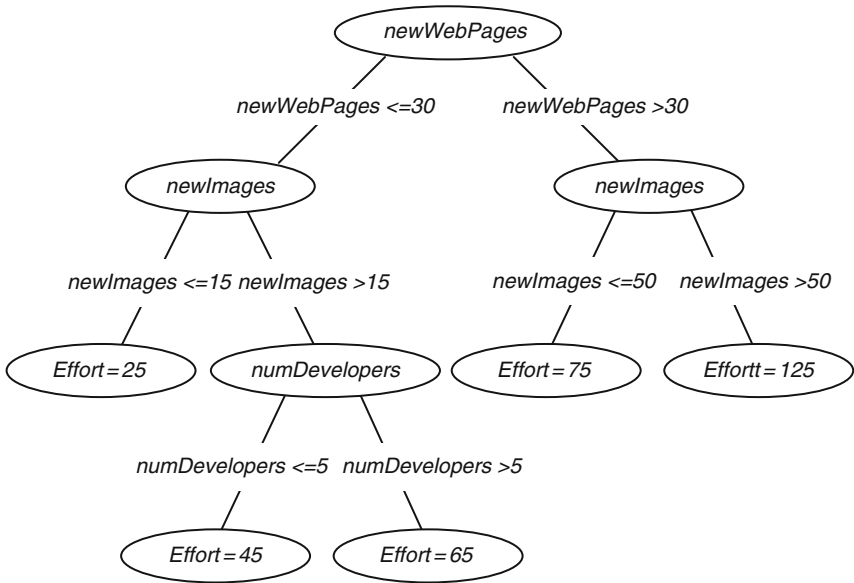 newWebPages
newWebPages <=30 newWebPages >30
newImages newImages
newImages <=15 newImages >15 newImages <=50 newImages >50
Effort=25 numDevelopers Effort=75 Effortt=125
numDevelopers <=5 numDevelopers >5
Effort=45 Effort=65